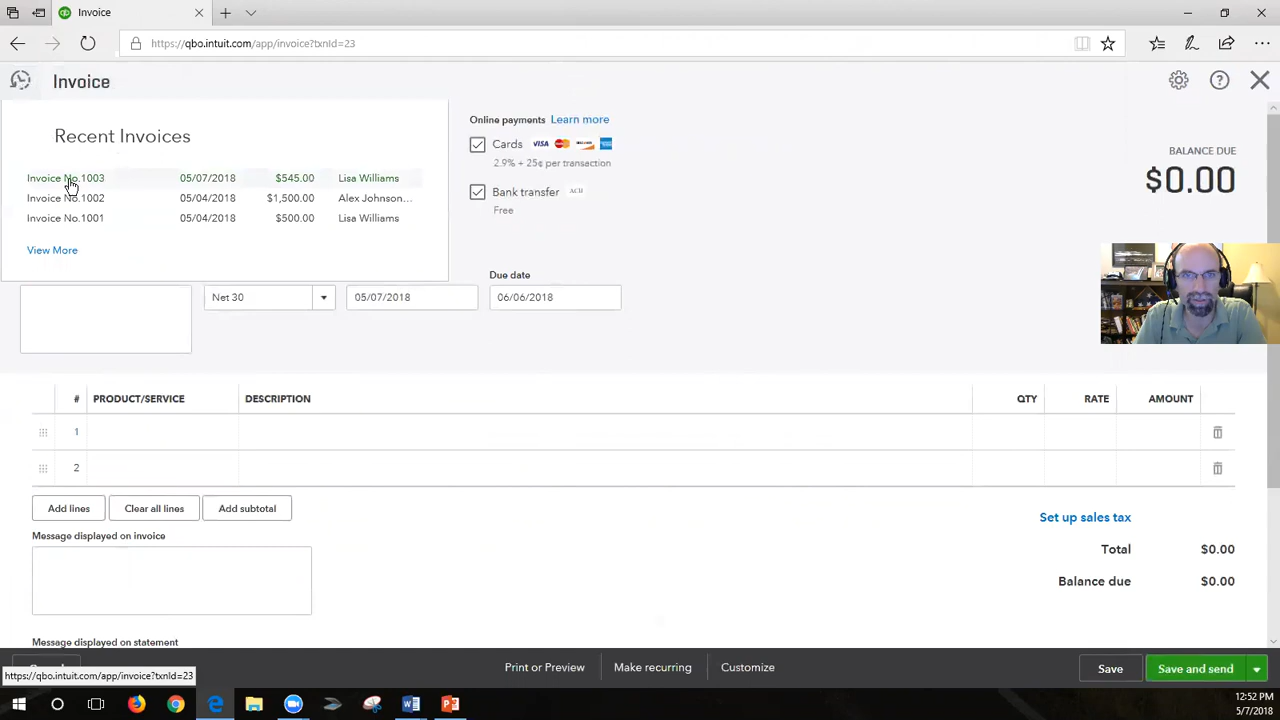 Invoice
https://qbo.intuit.com/app/invoice?txnId=23
Invoice
Recent Invoices
Invoice No.1003 05/07/2018 $545.00 Lisa Williams
Invoice No.1002 05/04/2018 $1,500.00 Alex Johnson...
Invoice No.1001 05/04/2018 $500.00 Lisa Williams
View More
Online payments Learn more
Cards VISA
2.9% + 25¢ per transaction
Bank transfer ACH
Free
BALANCE DUE
$0.00
Due date
Net 30 05/07/2018 06/06/2018
# PRODUCT/SERVICE DESCRIPTION QTY RATE AMOUNT
1
2
Add lines Clear all lines Add subtotal
Message displayed on invoice
Set up sales tax
Total $0.00
Balance due $0.00
Message displayed on statement
https://qbo.intuit.com/app/invoice?txnId=23
Print or Preview Make recurring Customize Save Save and send
12:52 PM
5/7/2018